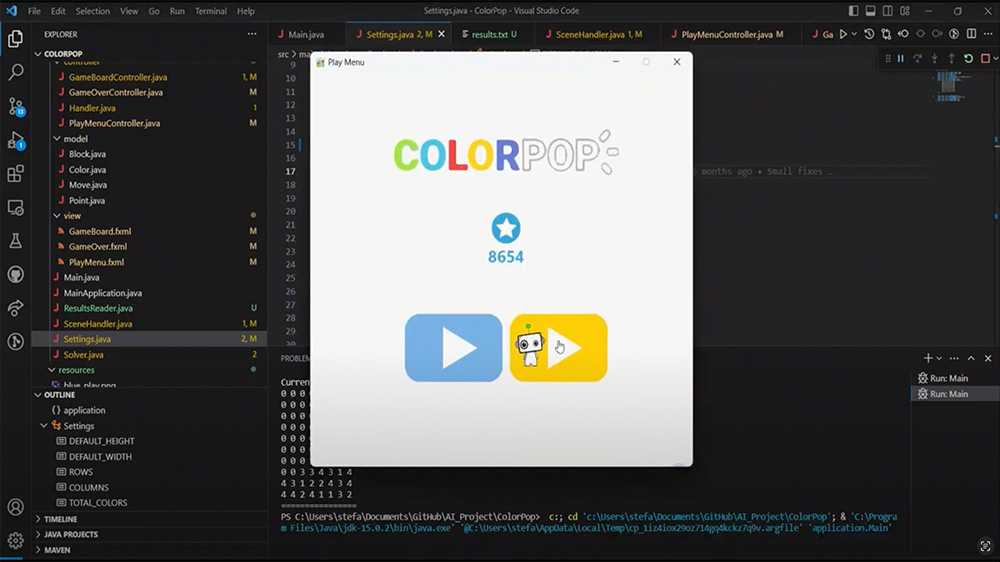 File Edit Selection View Go Run Terminal Help
Settings.java - ColorPop - Visual Studio Code
EXPLORER
COLORPOP
controller
GameBoardController.java 1, M
GameOverController.java M
Handler.java 1
PlayMenuController.java M
model
Block.java
Color.java
Move.java
Point.java
view
GameBoard.fxml M
GameOver.fxml M
PlayMenu.fxml M
Main.java
MainApplication.java
ResultsReader.java U
SceneHandler.java 1, M
Settings.java 2, M
Solver.java 2
resources
blue_play.png
OUTLINE
application
Settings
DEFAULT_HEIGHT
DEFAULT_WIDTH
ROWS
COLUMNS
TOTAL_COLORS
TIMELINE
JAVA PROJECTS
MAVEN
13
1
Main.java
Settings.java 2, M
results.txt U
SceneHandler.java 1, M
PlayMenuController.java M
Ga
src > 
9
10
11
12
13
14
15
16
17
18
19
20
21
22
23
24
25
26
27
28
29
months ago • Small fixes …
Play Menu
COLORPOP
8654
PROBLEM
Run: Main
Run: Main
Current
0 0 0
0 0 0
0 0 0
0 0 0
0 0 0
0 0 0
0 0 0
0 0 3 3 4 3 1 4
4 3 1 2 2 4 3 4
4 4 2 4 1 1 3 2
================
PS C:\Users\stefa\Documents\GitHub\AI_Project\ColorPop> c:; cd 'c:\Users\stefa\Documents\GitHub\AI_Project\ColorPop'; & 'C:\Progra
m Files\Java\jdk-15.0.2\bin\java.exe' '@C:\Users\stefa\AppData\Local\Temp\cp_1iz4iox29oz714gq4kckz7q9v.argfile' 'application.Main'